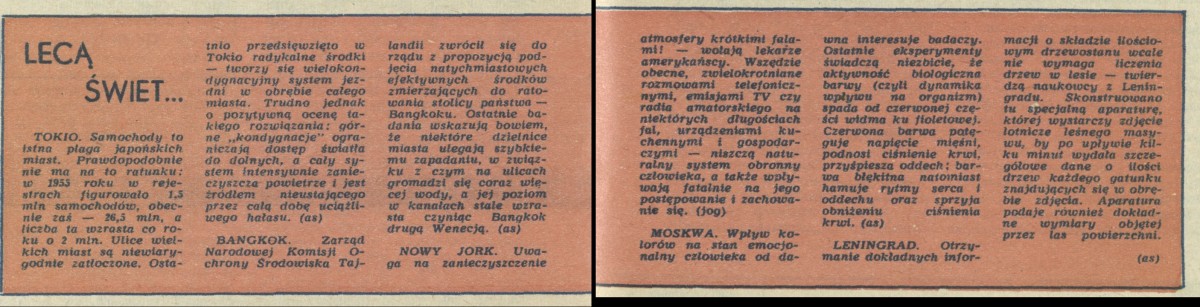 LECĄ
ŚWIET...
TOKIO. Samochody to
istna plaga japońskich
miast. Prawdopodobnie
nie ma na to ratunku:
w 1955 roku w reje-
strach figurowało 1,5
mln samochodów, obec-
nie zaś — 26,5 mln, a
liczba ta wzrasta co ro-
ku o 2 mln. Ulice wiel-
kich miast są niewiary-
godnie zatłoczone. Osta-
tnio przedsięwzięto w
Tokio radykalne środki
— tworzy się wielokon-
dygnacyjny system jez-
dni w obrębie całego
miasta. Trudno jednak
o pozytywną ocenę ta-
kiego rozwiązania: gór-
ne „kondygnacje" ogra-
niczają dostęp światła
do dolnych, a cały sy-
stem intensywnie zanie-
czyszcza powietrze i jest
źródłem nieustającego
przez całą dobę uciążli-
wego hałasu. (as)
BANGKOK. Zarząd
Narodowej Komisji O-
chrony Środowiska Taj-
landii zwrócił się do
rządu z propozycją pod-
jęcia natychmiastowych
efektywnych środków
zmierzających do rato-
wania stolicy państwa —
Bangkoku. Ostatnie ba-
dania wskazują bowiem,
że niektóre dzielnice
miasta ulegają szybkie-
mu zapadaniu, w związ-
ku z czym na ulicach
gromadzi się coraz wię-
cej wody, a jej poziom
w kanałach stale wzra-
sta czyniąc Bangkok
drugą Wenecją. (as)
NOWY JORK. Uwa-
ga na zanieczyszczenie
atmosfery krótkimi fala-
mi! — wołają lekarze
amerykańscy. Wszędzie
obecne, zwielokrotniane
rozmowami telefonicz-
nymi, emisjami TV czy
radia amatorskiego na
niektórych długościach
fal, urządzeniami ku-
chennymi i gospodar-
czymi — niszczą natu-
ralny system obronny
człowieka, a także wpły-
wają fatalnie na jego
postępowanie i zachowa-
nie się. (jog)
MOSKWA. Wpływ ko-
lorów na stan emocjo-
nalny człowieka od da-
wna interesuje badaczy.
Ostatnie eksperymenty
świadczą niezbicie, że
aktywność biologiczna
barwy (czyli dynamika
wpływu na organizm)
spada od czerwonej czę-
ści widma ku fioletowej.
Czerwona barwa potę-
guje napięcie mięśni,
podnosi ciśnienie krwi,
przyśpiesza oddech; bar-
wa błękitna natomiast
hamuje rytmy serca i
oddechu oraz sprzyja
obniżeniu ciśnienia
krwi. (as)
LENINGRAD. Otrzy-
manie dokładnych infor-
macji o składzie ilościo-
wym drzewostanu wcale
nie wymaga liczenia
drzew w lesie — twier-
dzą naukowcy z Lenin-
gradu. Skonstruowano
tu specjalną aparaturę,
której wystarczy zdjęcie
lotnicze leśnego masy-
wu, by po upływie kil-
ku minut wydała szcze-
gółowe dane o ilości
drzew każdego gatunku
znajdujących się w obrę-
bie zdjęcia. Aparatura
podaje również dokład-
ne wymiary objętej
przez las powierzchni.
(as)